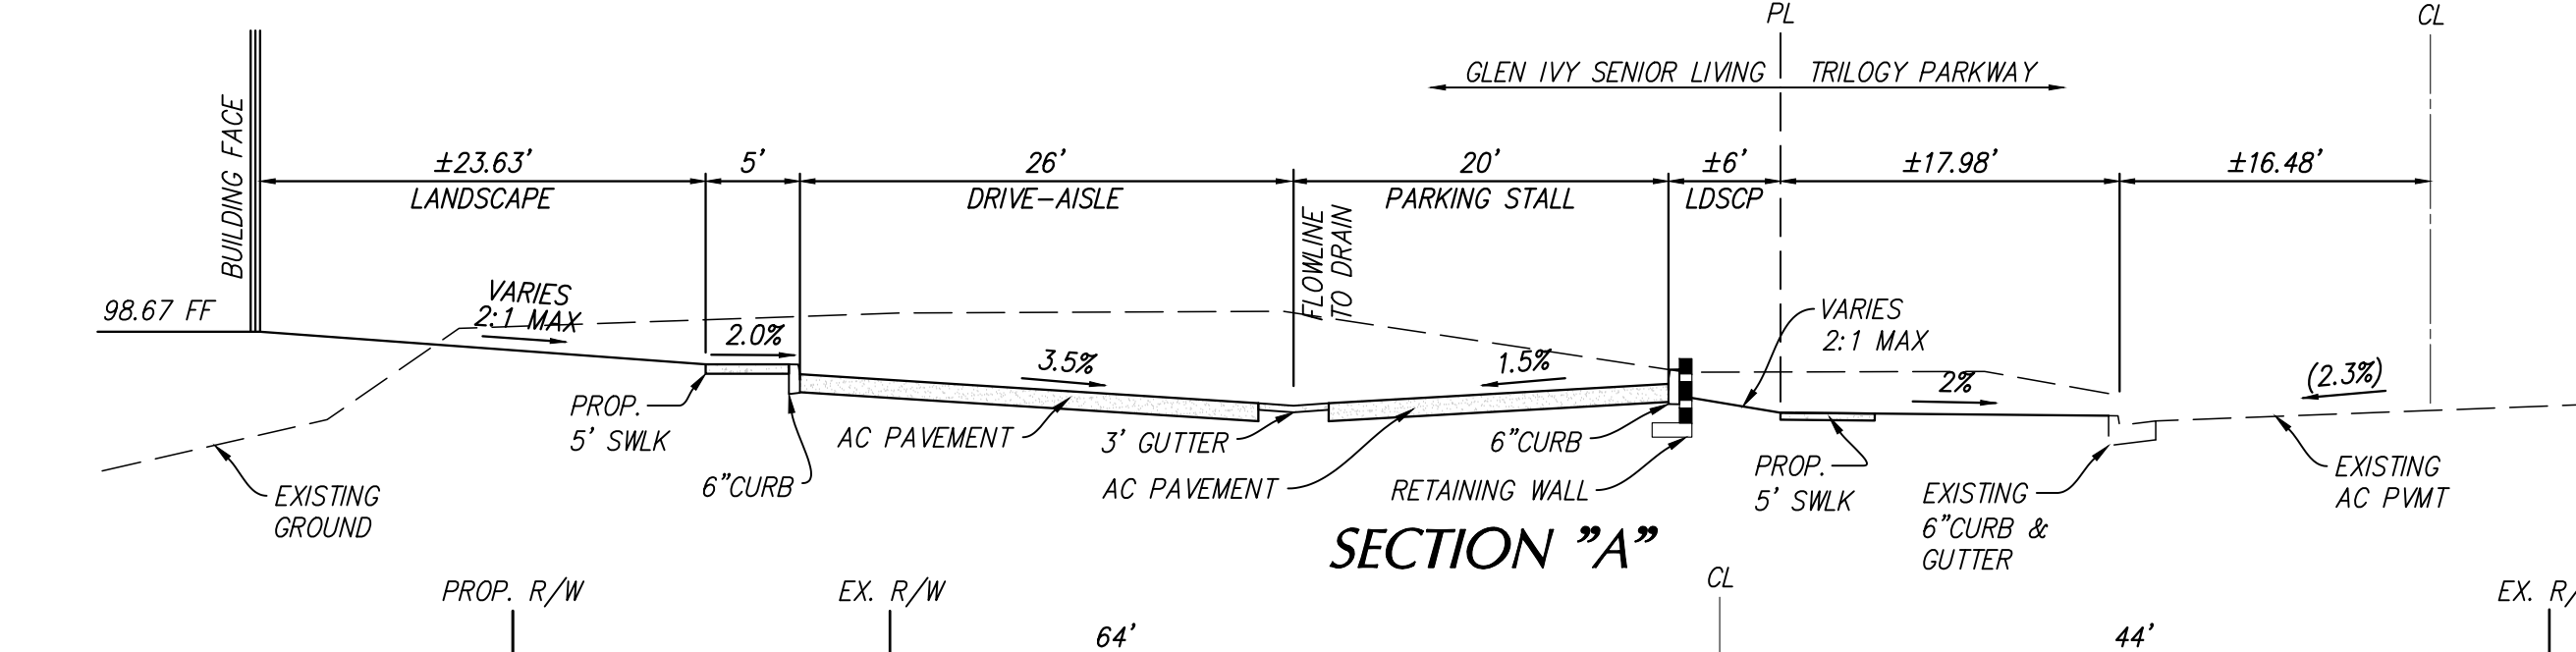 PL
CL
GLEN IVY SENIOR LIVING
TRILOGY PARKWAY
BUILDING FACE
±23.63'
LANDSCAPE
5'
26'
DRIVE-AISLE
20'
PARKING STALL
±6'
LDSCP
±17.98'
±16.48'
FLOWLINE
TO DRAIN
98.67 FF
VARIES
2:1 MAX
2.0%
3.5%
1.5%
VARIES
2:1 MAX
2%
(2.3%)
PROP.
5' SWLK
AC PAVEMENT
3' GUTTER
6"CURB
6"CURB
AC PAVEMENT
RETAINING WALL
PROP.
5' SWLK
EXISTING
GROUND
EXISTING
6"CURB &
GUTTER
EXISTING
AC PVMT
SECTION "A"
PROP. R/W
EX. R/W
CL
EX. R/
64'
44'